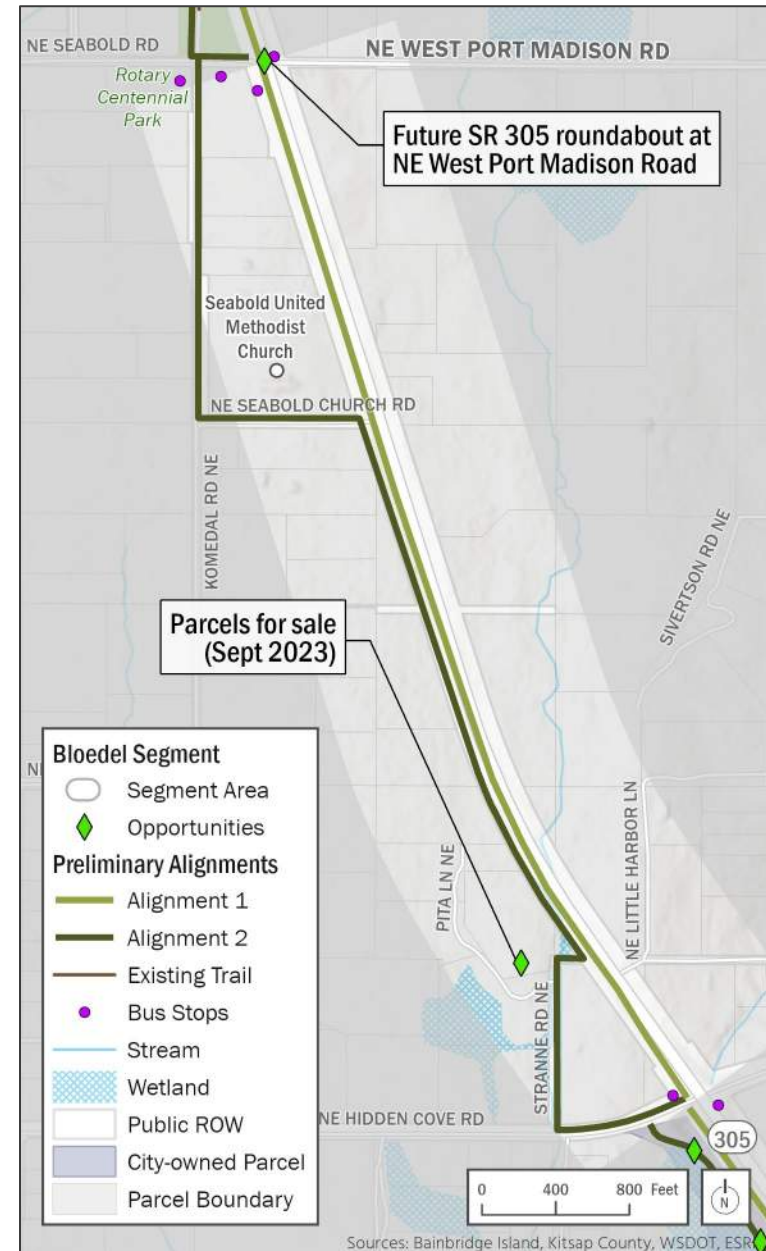 NE SEABOLD RD
NE WEST PORT MADISON RD
Rotary
Centennial
Park
Future SR 305 roundabout at
NE West Port Madison Road
Seabold United
Methodist
Church
NE SEABOLD CHURCH RD
KOMEDAL RD NE
SIVERTSON RD NE
Parcels for sale
(Sept 2023)
NE LITTLE HARBOR LN
PITA LN NE
STRANNE RD NE
NE HIDDEN COVE RD
305
Bloedel Segment
Segment Area
Opportunities
Preliminary Alignments
Alignment 1
Alignment 2
Existing Trail
Bus Stops
Stream
Wetland
Public ROW
City-owned Parcel
Parcel Boundary
0 400 800 Feet
N
Sources: Bainbridge Island, Kitsap County, WSDOT, ESR